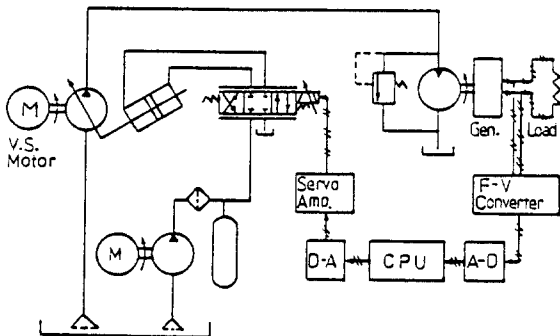 M
V.S.
Motor
M
Gen.
Load
Servo
Amp.
F-V
Converter
D-A
CPU
A-D